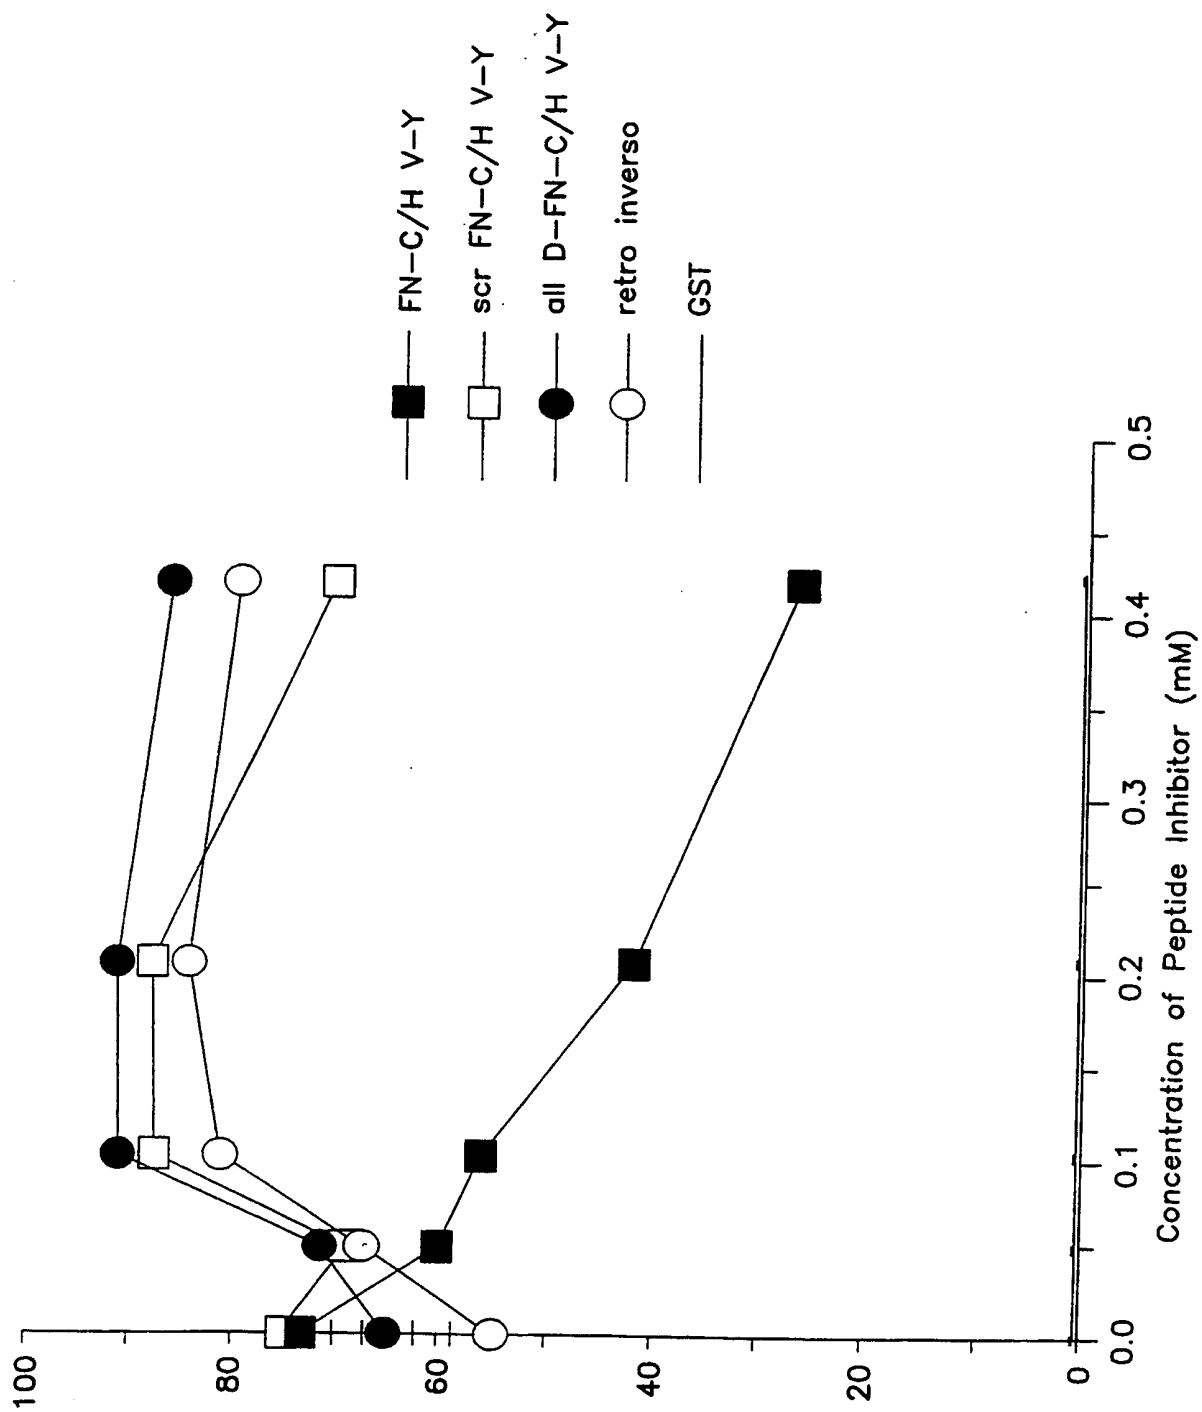 100
80
60
40
20
0
0.0
0.1
0.2
0.3
0.4
0.5
Concentration of Peptide Inhibitor (mM)
FN-C/H V-Y
scr FN-C/H V-Y
all D-FN-C/H V-Y
retro inverso
GST